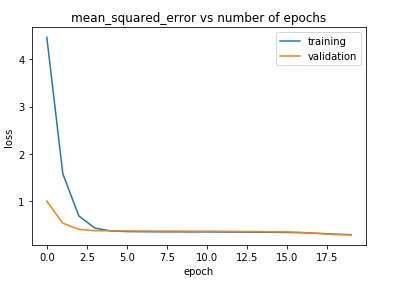 mean_squared_error vs number of epochs
training
validation
loss
4
3
2
1
0.0 2.5 5.0 7.5 10.0 12.5 15.0 17.5
epoch